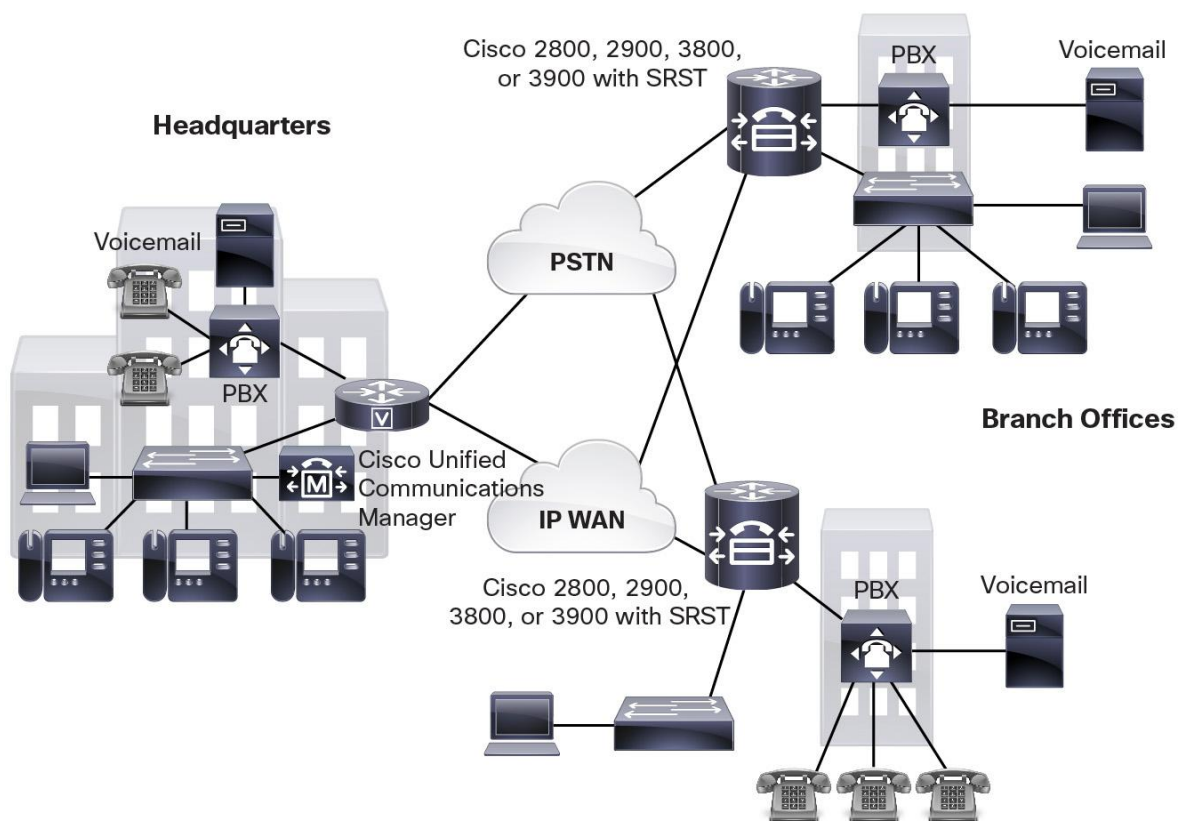 Headquarters
Voicemail
PBX
Cisco Unified
Communications
Manager
M
V
PSTN
IP WAN
Cisco 2800, 2900, 3800,
or 3900 with SRST
PBX
Voicemail
Branch Offices
Cisco 2800, 2900,
3800, or 3900 with SRST
PBX
Voicemail